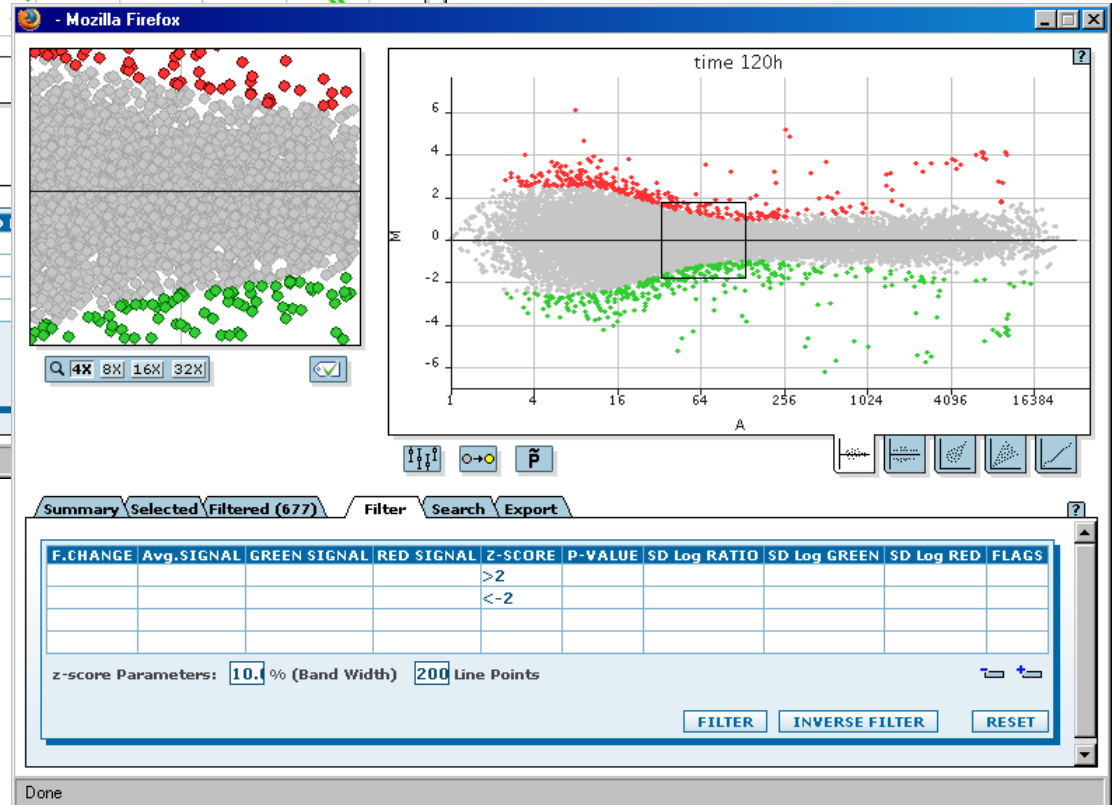 - Mozilla Firefox
time 120h
?
6
4
2
0
-2
-4
-6
M
1 4 16 64 256 1024 4096 16384
A
4X 8X 16X 32X
P̃
Summary Selected Filtered (677) Filter Search Export
?
F.CHANGE Avg.SIGNAL GREEN SIGNAL RED SIGNAL Z-SCORE P-VALUE SD Log RATIO SD Log GREEN SD Log RED FLAGS
>2
<-2
z-score Parameters: 10.0 % (Band Width) 200 Line Points
- +
FILTER INVERSE FILTER RESET
Done